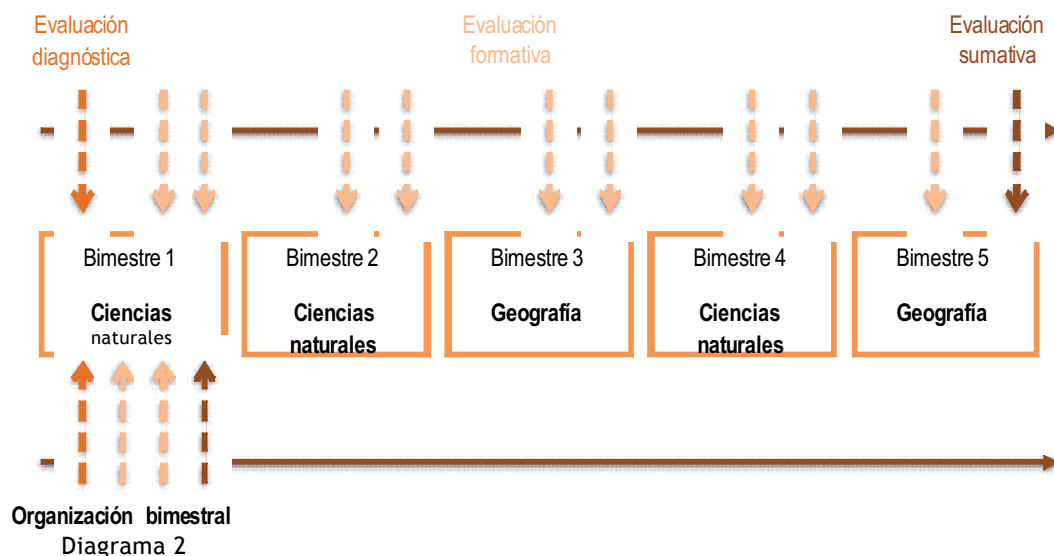 Evaluación
diagnóstica
Evaluación
formativa
Evaluación
sumativa
Bimestre 1
Ciencias
naturales
Bimestre 2
Ciencias
naturales
Bimestre 3
Geografía
Bimestre 4
Ciencias
naturales
Bimestre 5
Geografía
Organización bimestral
Diagrama 2